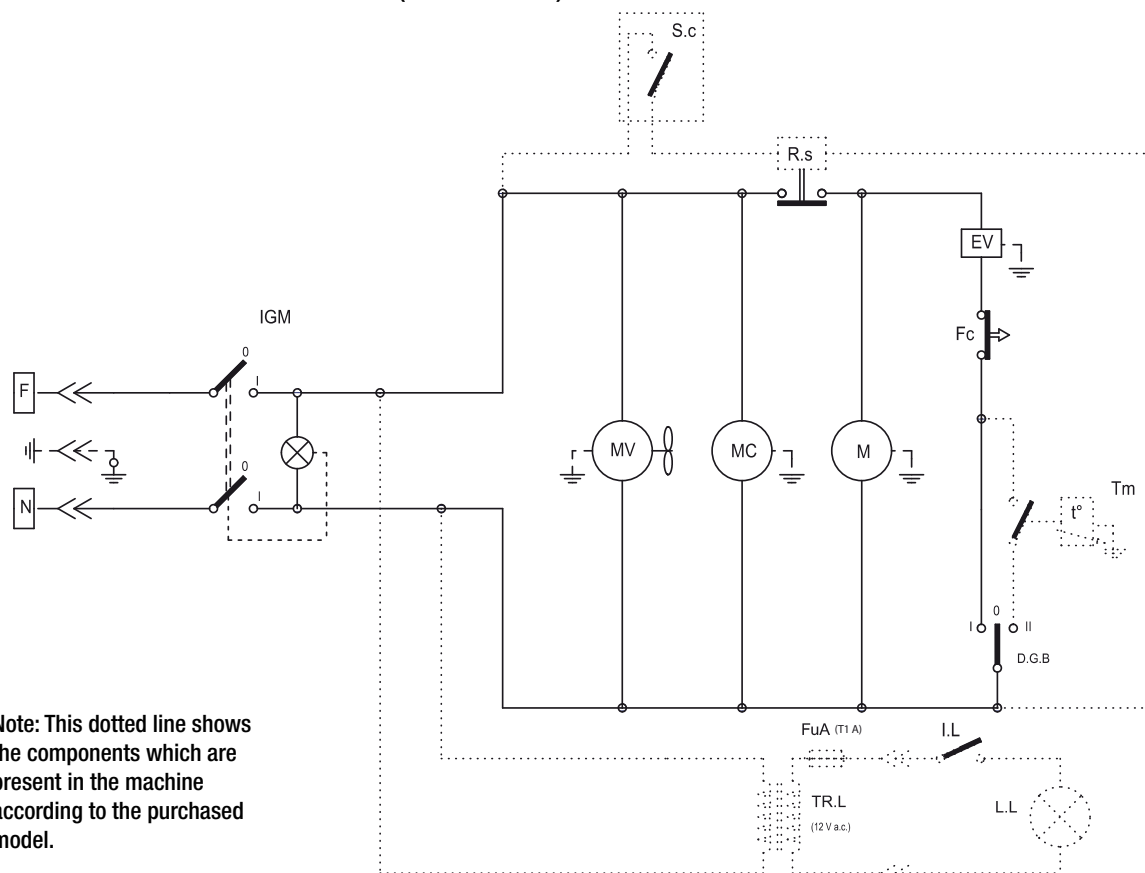 S.c
R.s
EV
IGM
Fc
0
F
I
MV
MC
M
0
N
I
t°
Tm
0
I
II
D.G.B
Note: This dotted line shows
the components which are
present in the machine
according to the purchased
model.
FuA (T1 A)
I.L
TR.L
(12 V a.c.)
L.L